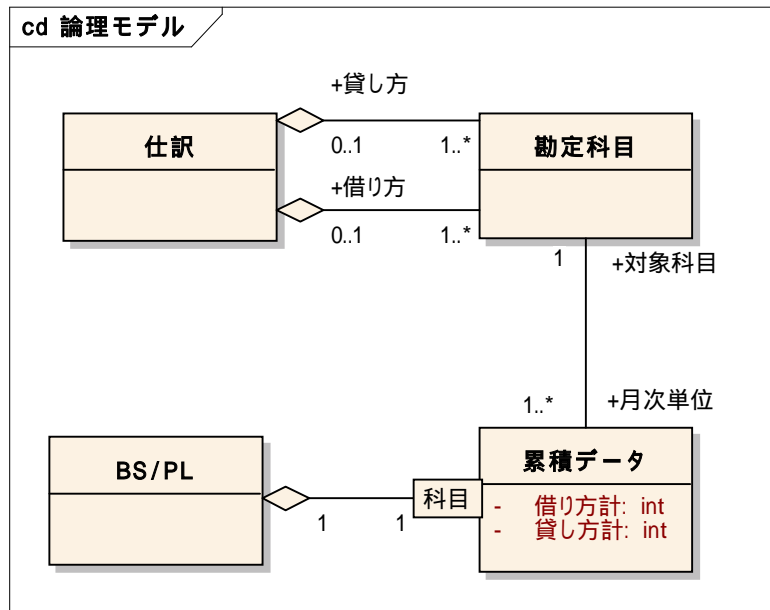 cd 論理モデル
+貸し方
仕訳
0..1
1..*
勘定科目
+借り方
0..1
1..*
1
+対象科目
1..*
+月次単位
BS/PL
1
1
科目
累積データ
- 借り方計: int
- 貸し方計: int